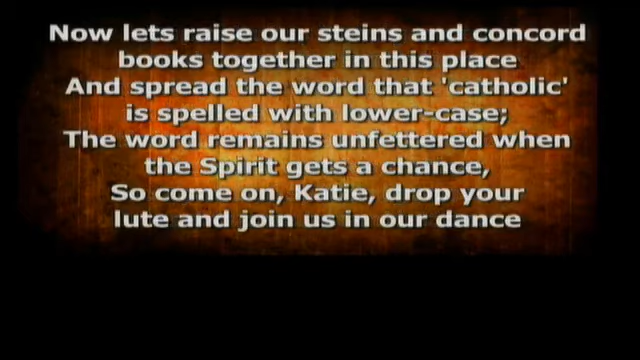 Now lets raise our steins and concord
books together in this place
And spread the word that 'catholic'
is spelled with lower-case;
The word remains unfettered when
the Spirit gets a chance,
So come on, Katie, drop your
lute and join us in our dance